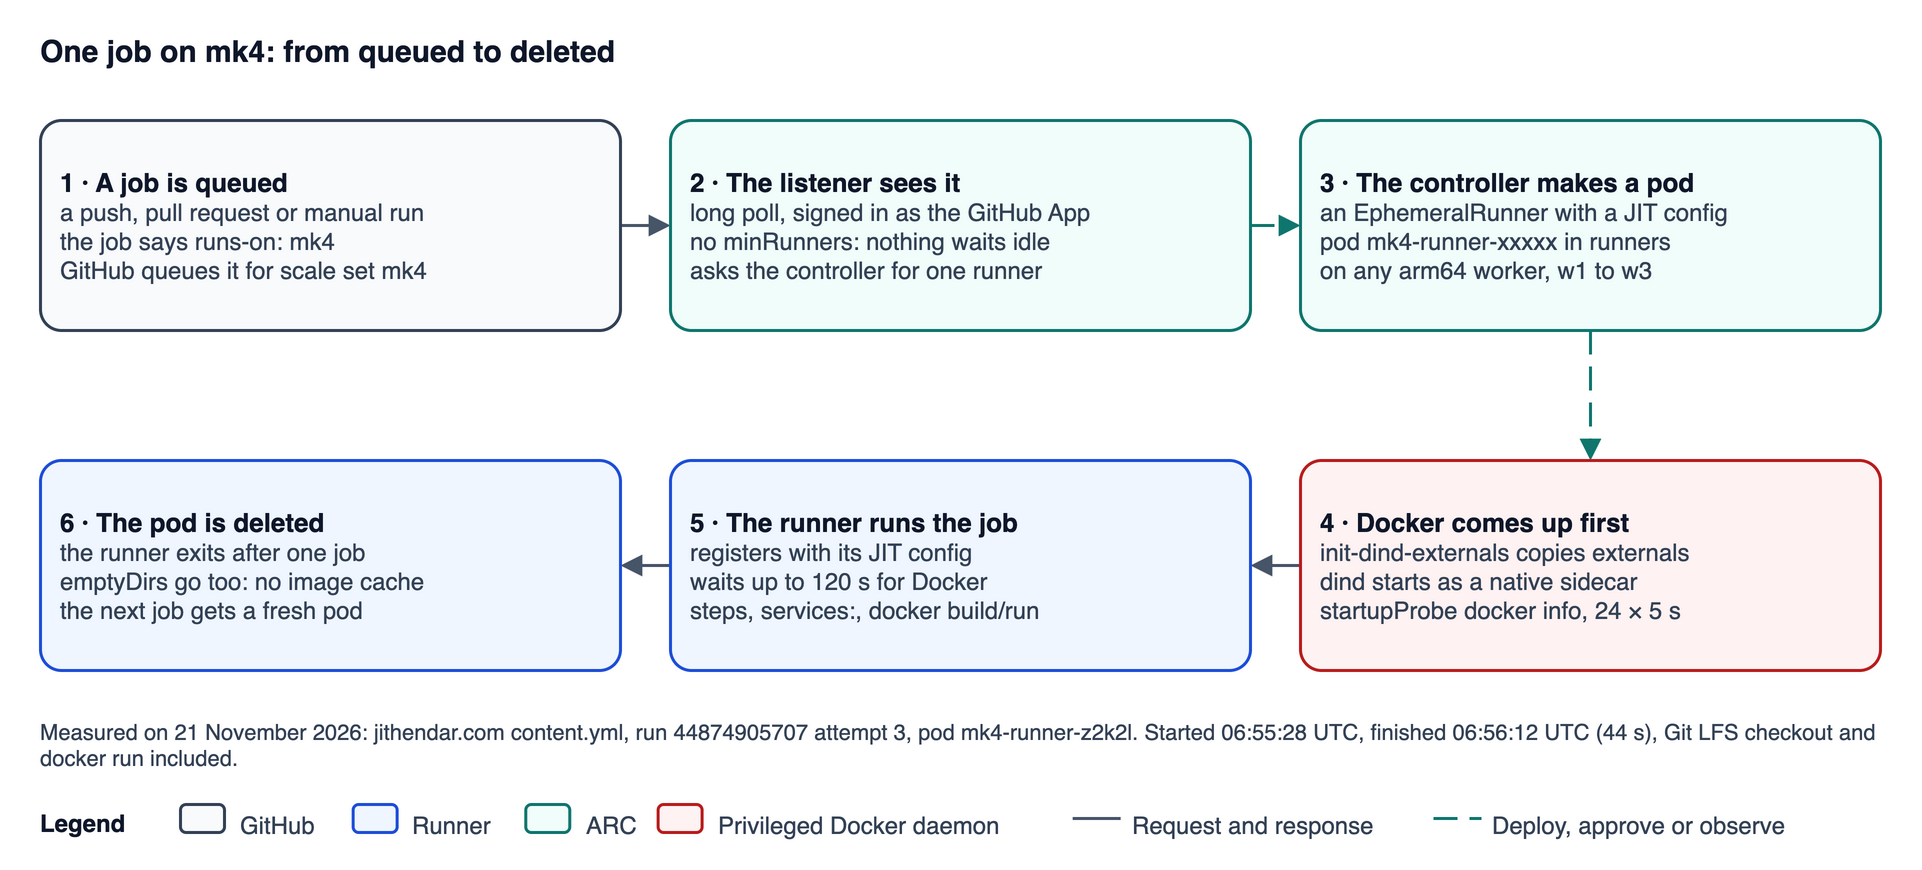 One job on mk4: from queued to deleted
1 · A job is queued
a push, pull request or manual run
the job says runs-on: mk4
GitHub queues it for scale set mk4
2 · The listener sees it
long poll, signed in as the GitHub App
no minRunners: nothing waits idle
asks the controller for one runner
3 · The controller makes a pod
an EphemeralRunner with a JIT config
pod mk4-runner-xxxxx in runners
on any arm64 worker, w1 to w3
4 · Docker comes up first
init-dind-externals copies externals
dind starts as a native sidecar
startupProbe docker info, 24 × 5 s
5 · The runner runs the job
registers with its JIT config
waits up to 120 s for Docker
steps, services:, docker build/run
6 · The pod is deleted
the runner exits after one job
emptyDirs go too: no image cache
the next job gets a fresh pod
Measured on 21 November 2026: jithendar.com content.yml, run 44874905707 attempt 3, pod mk4-runner-z2k2l. Started 06:55:28 UTC, finished 06:56:12 UTC (44 s), Git LFS checkout and
docker run included.
Legend
GitHub
Runner
ARC
Privileged Docker daemon
Request and response
Deploy, approve or observe